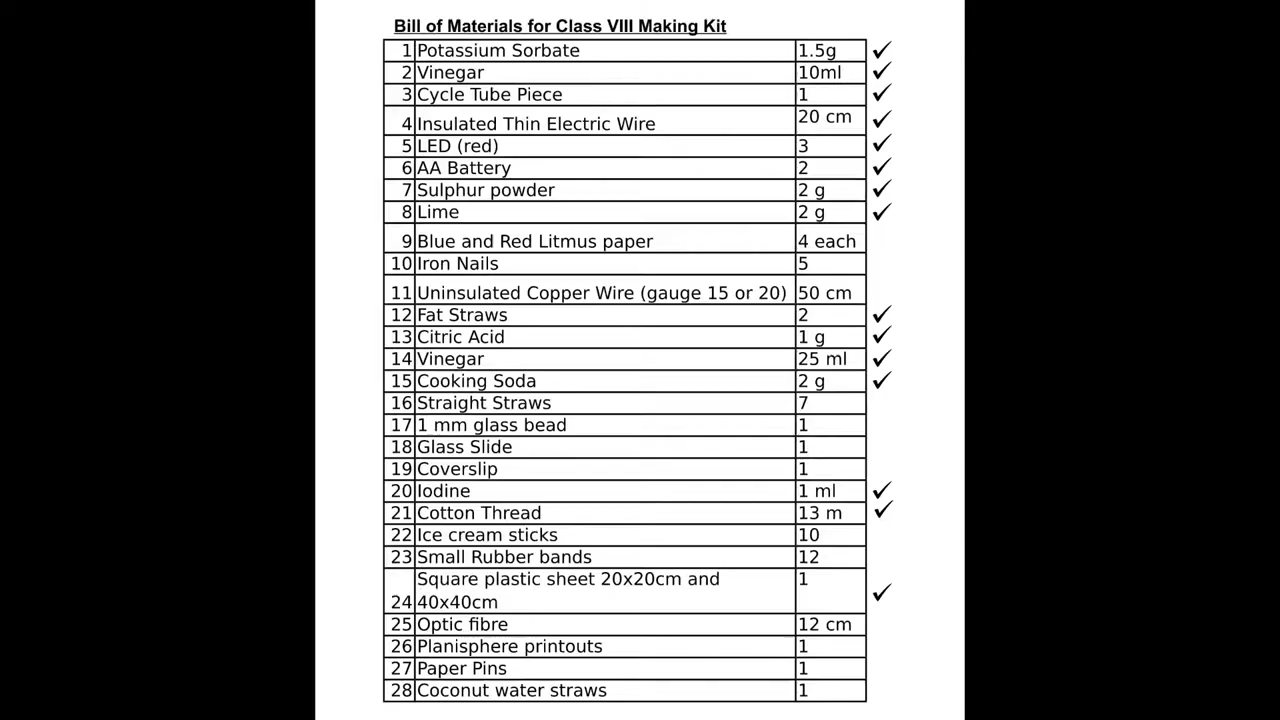 Bill of Materials for Class VIII Making Kit
1 Potassium Sorbate 1.5g ✓
2 Vinegar 10ml ✓
3 Cycle Tube Piece 1 ✓
4 Insulated Thin Electric Wire 20 cm ✓
5 LED (red) 3 ✓
6 AA Battery 2 ✓
7 Sulphur powder 2 g ✓
8 Lime 2 g ✓
9 Blue and Red Litmus paper 4 each
10 Iron Nails 5
11 Uninsulated Copper Wire (gauge 15 or 20) 50 cm
12 Fat Straws 2 ✓
13 Citric Acid 1 g ✓
14 Vinegar 25 ml ✓
15 Cooking Soda 2 g ✓
16 Straight Straws 7
17 1 mm glass bead 1
18 Glass Slide 1
19 Coverslip 1
20 Iodine 1 ml ✓
21 Cotton Thread 13 m ✓
22 Ice cream sticks 10
23 Small Rubber bands 12
Square plastic sheet 20x20cm and 1
24 40x40cm ✓
25 Optic fibre 12 cm
26 Planisphere printouts 1
27 Paper Pins 1
28 Coconut water straws 1